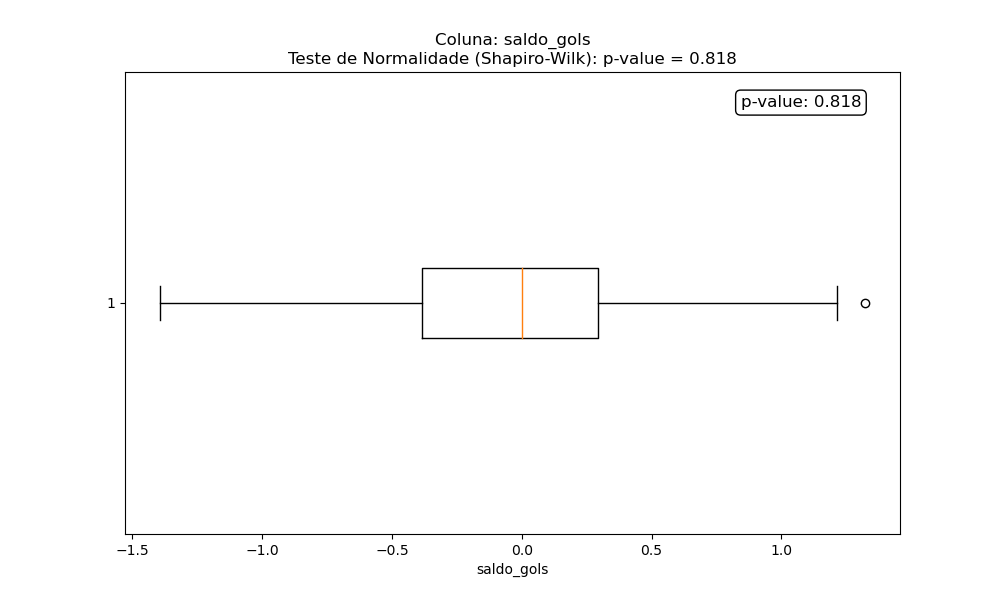 Coluna: saldo_gols
Teste de Normalidade (Shapiro-Wilk): p-value = 0.818
p-value: 0.818
1
−1.5 −1.0 −0.5 0.0 0.5 1.0
saldo_gols